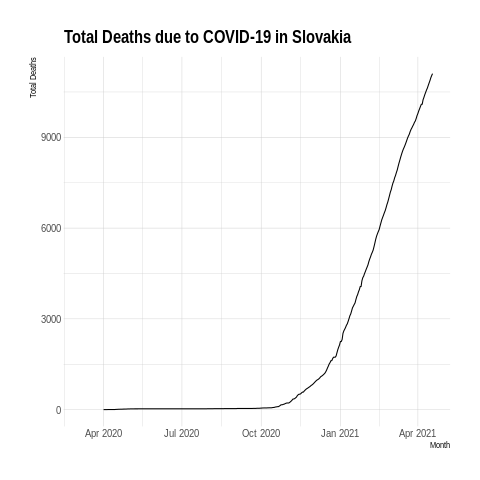 Total Deaths due to COVID-19 in Slovakia
Total Deaths
9000
6000
3000
0
Apr 2020 Jul 2020 Oct 2020 Jan 2021 Apr 2021
Month